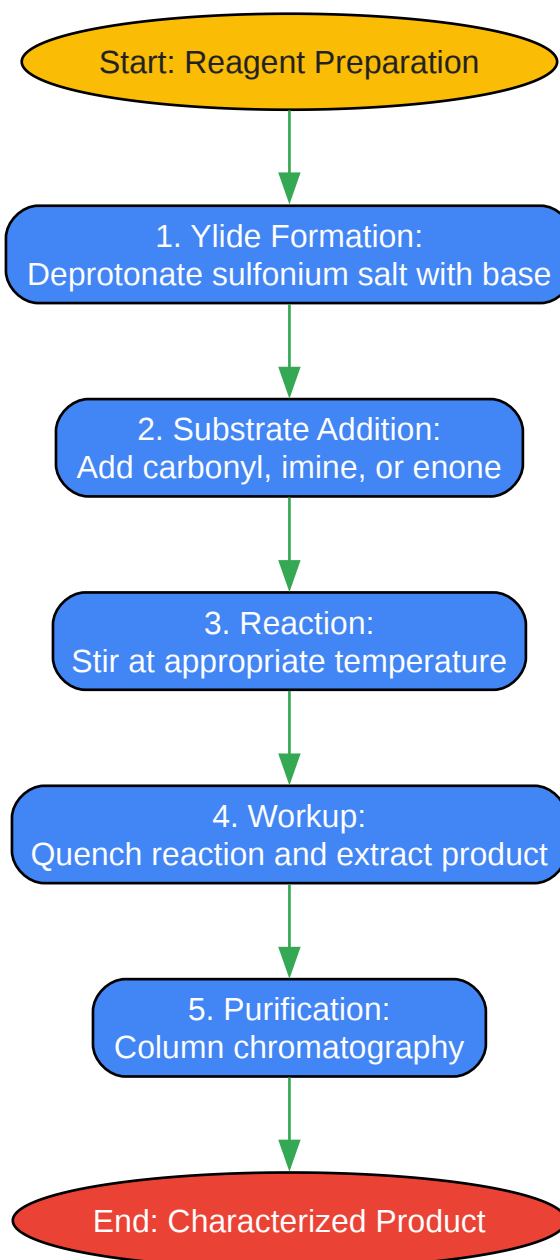 Start: Reagent Preparation
1. Ylide Formation:
Deprotonate sulfonium salt with base
2. Substrate Addition:
Add carbonyl, imine, or enone
3. Reaction:
Stir at appropriate temperature
4. Workup:
Quench reaction and extract product
5. Purification:
Column chromatography
End: Characterized Product